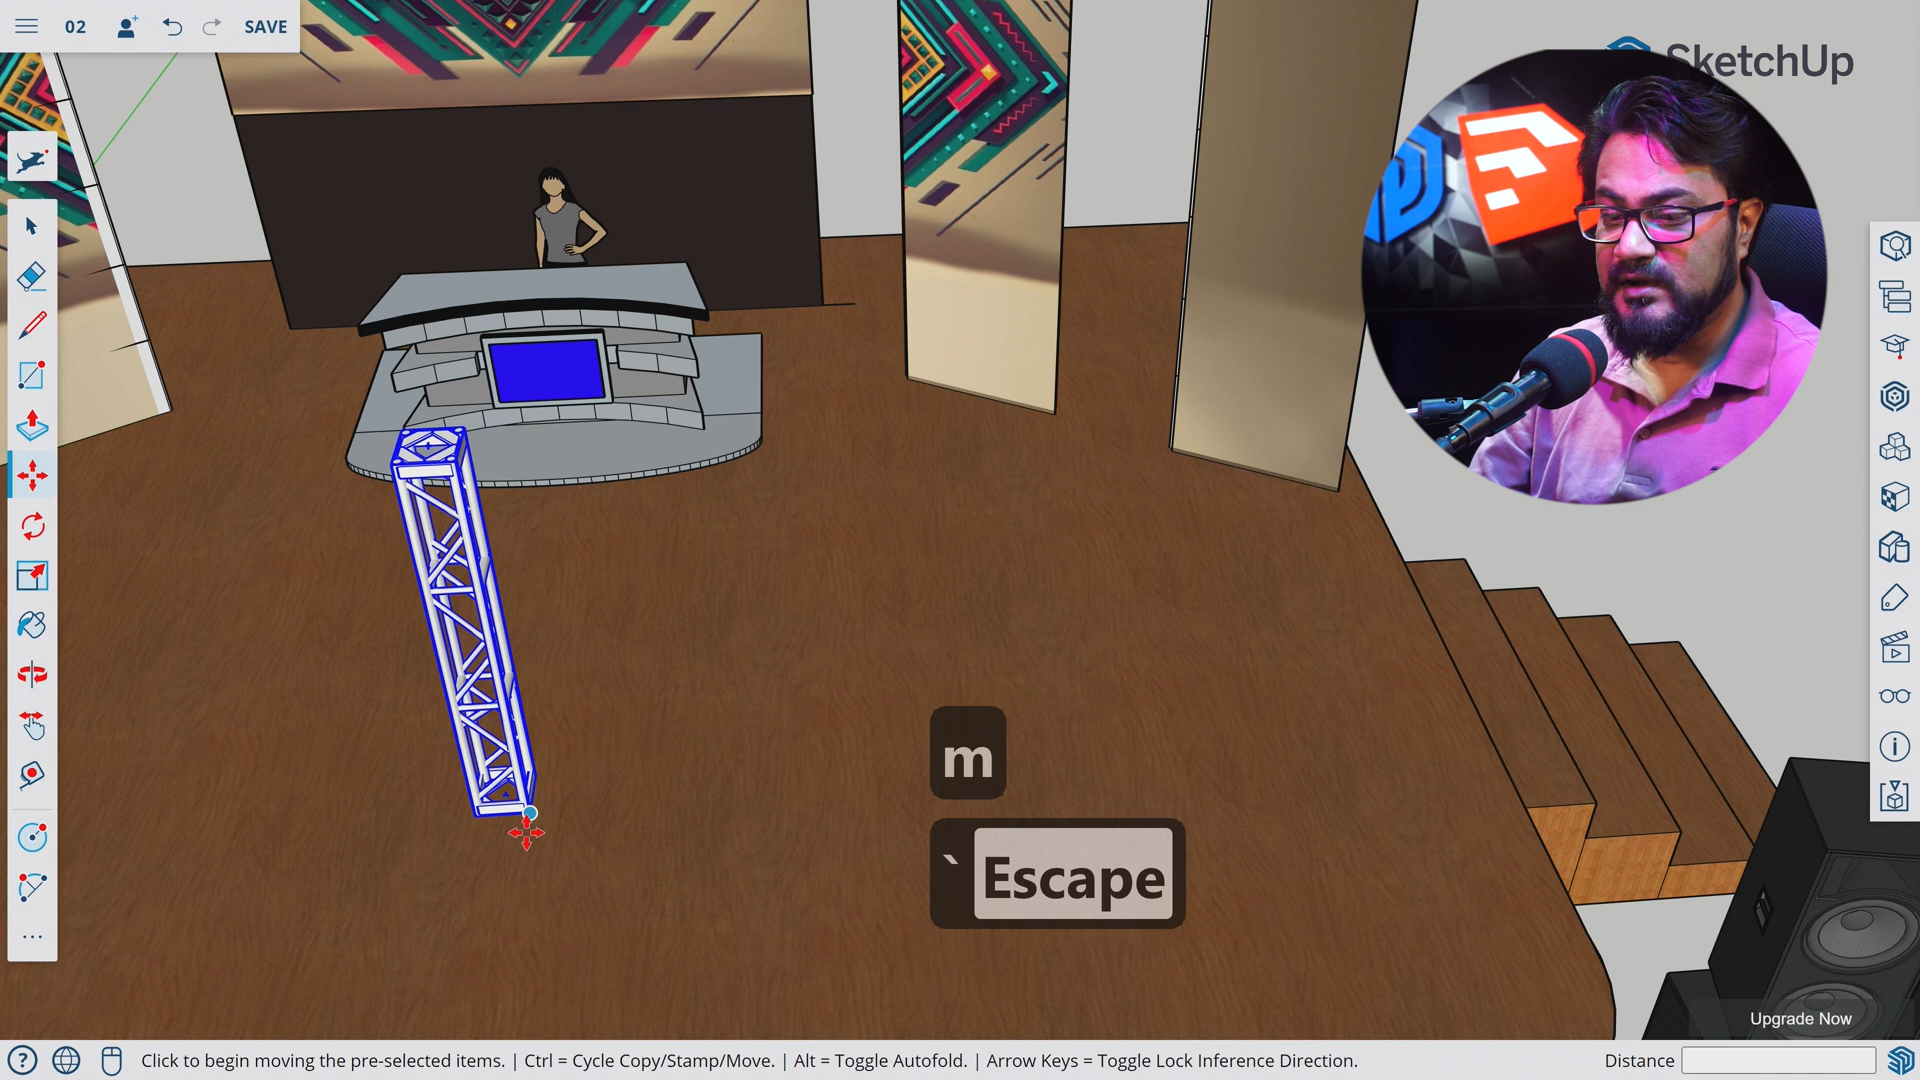 02
SAVE
SketchUp
m
` Escape
Upgrade Now
Click to begin moving the pre-selected items. | Ctrl = Cycle Copy/Stamp/Move. | Alt = Toggle Autofold. | Arrow Keys = Toggle Lock Inference Direction.
Distance